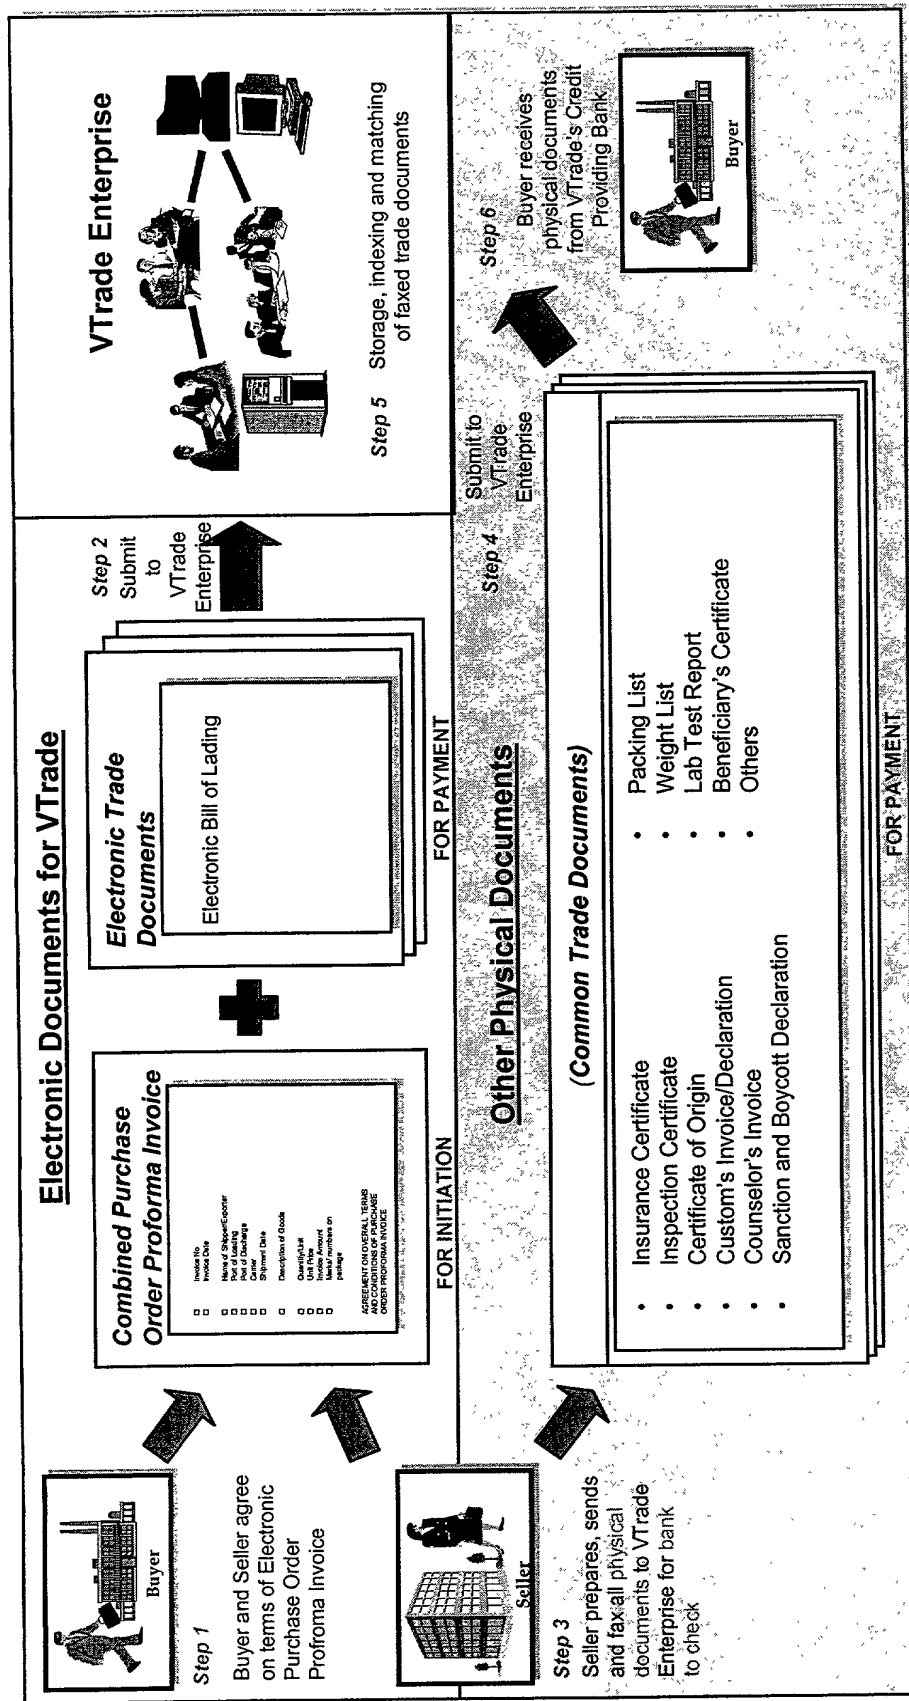 Electronic Documents for VTrade
Buyer
Step 1
Buyer and Seller agree
on terms of Electronic
Purchase Order
Profroma Invoice
Combined Purchase
Order Proforma Invoice
Invoice No
Invoice Date
Name of Shipper/Exporter
Port of Loading
Port of Discharge
Carrier
Shipment Date
Description of Goods
Quantity/Unit
Unit Price
Invoice Amount
Marks/ numbers on
package
AGREEMENT ON OVERALL TERMS
AND CONDITIONS OF PURCHASE
ORDER PROFORMA INVOICE
FOR INITIATION
Electronic Trade
Documents
Electronic Bill of Lading
FOR PAYMENT
Step 2
Submit
to
VTrade
Enterprise
VTrade Enterprise
Step 5 Storage, indexing and matching
of faxed trade documents
Seller
Step 3
Seller prepares, sends
and fax all physical
documents to VTrade
Enterprise for bank
to check
Other Physical Documents
(Common Trade Documents)
• Insurance Certificate
• Inspection Certificate
• Certificate of Origin
• Custom's Invoice/Declaration
• Counselor's Invoice
• Sanction and Boycott Declaration
• Packing List
• Weight List
• Lab Test Report
• Beneficiary's Certificate
• Others
FOR PAYMENT
Step 4 Submit to
VTrade
Enterprise
Step 6
Buyer receives
physical documents
from VTrade's Credit
Providing Bank
Buyer